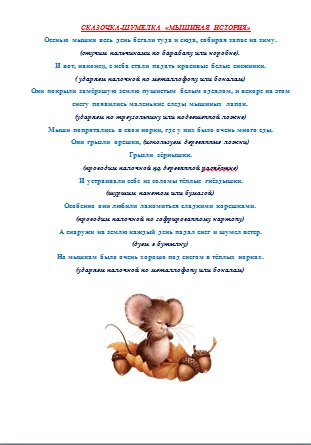 СКАЗОЧКА-ШУМЕЛКА «МЫШИНАЯ ИСТОРИЯ»
Осенью мышки весь день бегали туда и сюда, собирая запас на зиму.
(стучим пальчиками по барабану или коробке).
И вот, наконец, с неба стали падать красивые белые снежинки.
( ударяем палочкой по металлофону или бокалам)
Они покрыли замёрзшую землю пушистым белым одеялом, и вскоре на этом
снегу появились маленькие следы мышиных лапок.
(ударяем по треугольнику или подвешенной ложке)
Мыши попрятались в свои норки, где у них было очень много еды.
Они грызли орешки, (используем деревянные ложки)
Грызли зёрнышки.
(проводим палочкой на деревянной расчёстке)
И устраивали себе из соломы тёплые гнёздышки.
(шуршим пакетом или бумагой)
Особенно они любили лакомиться сладкими корешками.
(проводим палочкой по гофрированному картону)
А снаружи на землю каждый день падал снег и шумел ветер.
(дуем в бутылку)
Но мышкам было очень хорошо под снегом в тёплых норках.
(ударяем палочкой по металлофону или бокалам)